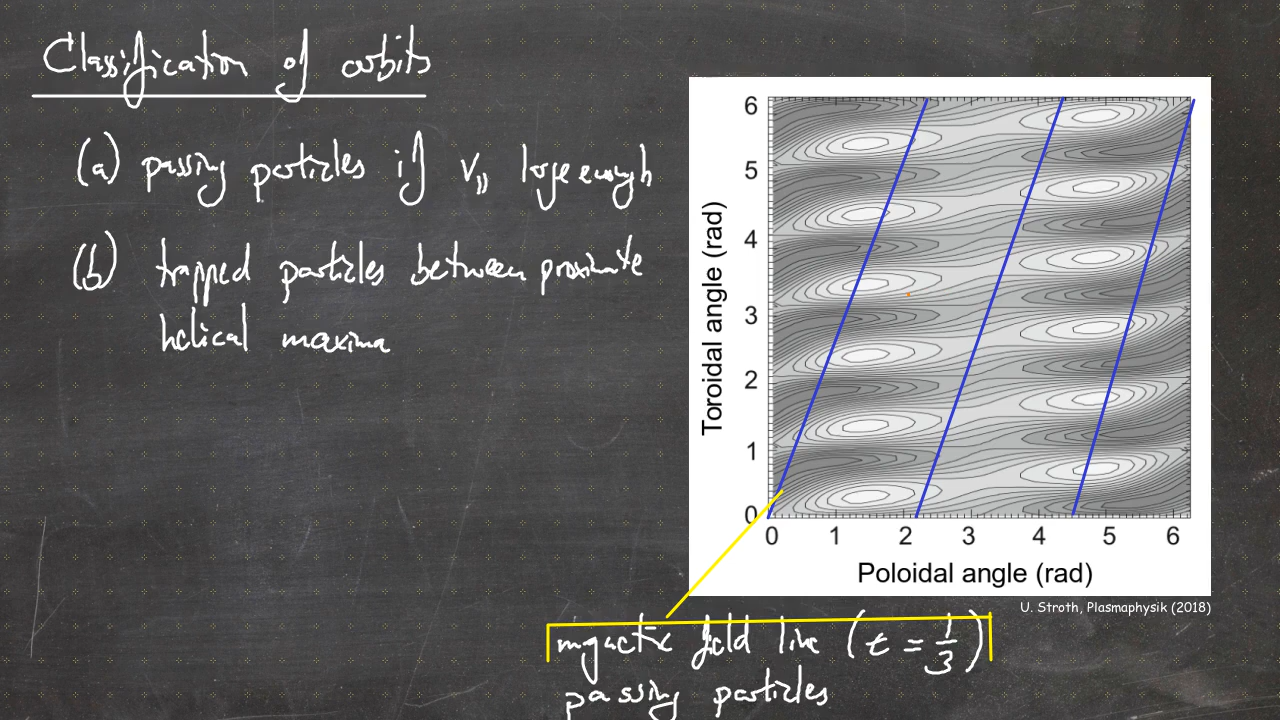 Classification of orbits
(a) passing particles if v∥ large enough
(b) trapped particles between proximate
helical maxima
6
5
4
3
2
1
0
Toroidal angle (rad)
0 1 2 3 4 5 6
Poloidal angle (rad)
U. Stroth, Plasmaphysik (2018)
magnetic field line (ι = 1/3)
passing particles